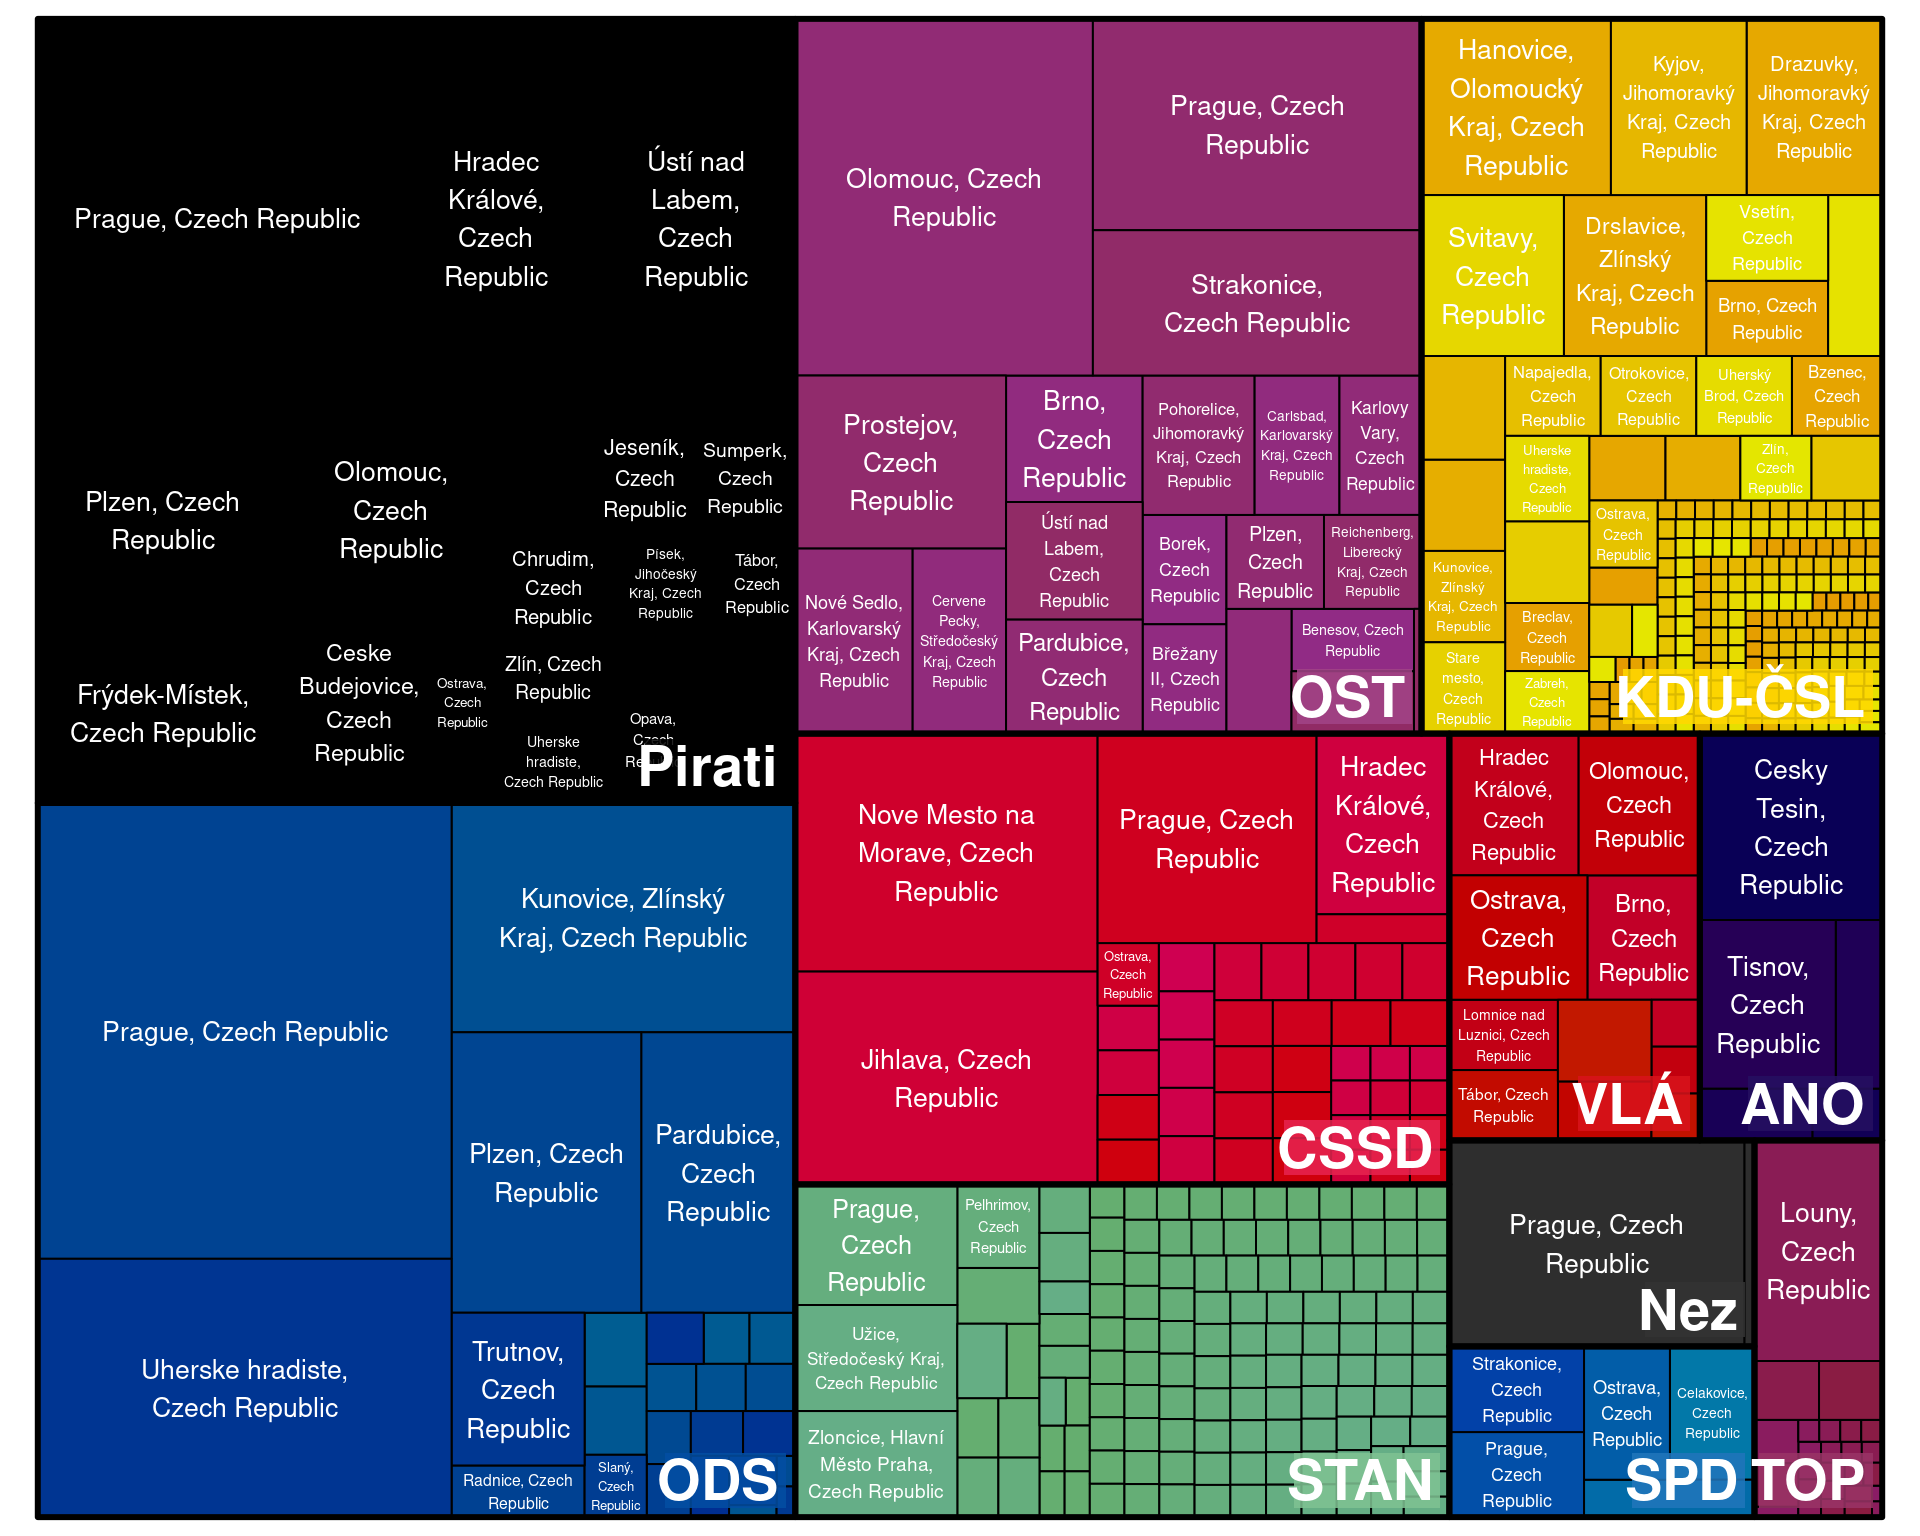 Prague, Czech Republic
Hradec
Králové,
Czech
Republic
Ústí nad
Labem,
Czech
Republic
Plzen, Czech
Republic
Olomouc,
Czech
Republic
Jeseník,
Czech
Republic
Sumperk,
Czech
Republic
Chrudim,
Czech
Republic
Písek,
Jihočeský
Kraj, Czech
Republic
Tábor,
Czech
Republic
Frýdek-Místek,
Czech Republic
Ceske
Budejovice,
Czech
Republic
Ostrava,
Czech
Republic
Zlín, Czech
Republic
Uherske
hradiste,
Czech Republic
Opava,
Czech
Pirati
Prague, Czech Republic
Kunovice, Zlínský
Kraj, Czech Republic
Plzen, Czech
Republic
Pardubice,
Czech
Republic
Uherske hradiste,
Czech Republic
Trutnov,
Czech
Republic
Radnice, Czech
Republic
Slaný,
Czech
Republic
ODS
Olomouc, Czech
Republic
Prague, Czech
Republic
Strakonice,
Czech Republic
Prostejov,
Czech
Republic
Brno,
Czech
Republic
Pohorelice,
Jihomoravký
Kraj, Czech
Republic
Carlsbad,
Karlovarský
Kraj, Czech
Republic
Karlovy
Vary,
Czech
Republic
Ústí nad
Labem,
Czech
Republic
Borek,
Czech
Republic
Plzen,
Czech
Republic
Reichenberg,
Liberecký
Kraj, Czech
Republic
Nové Sedlo,
Karlovarský
Kraj, Czech
Republic
Cervene
Pecky,
Středočeský
Kraj, Czech
Republic
Pardubice,
Czech
Republic
Břežany
II, Czech
Republic
Benesov, Czech
Republic
OST
Hanovice,
Olomoucký
Kraj, Czech
Republic
Kyjov,
Jihomoravký
Kraj, Czech
Republic
Drazuvky,
Jihomoravký
Kraj, Czech
Republic
Svitavy,
Czech
Republic
Drslavice,
Zlínský
Kraj, Czech
Republic
Vsetín,
Czech
Republic
Brno, Czech
Republic
Napajedla,
Czech
Republic
Otrokovice,
Czech
Republic
Uherský
Brod, Czech
Republic
Bzenec,
Czech
Republic
Uherske
hradiste,
Czech
Republic
Zlín,
Czech
Republic
Ostrava,
Czech
Republic
Kunovice,
Zlínský
Kraj, Czech
Republic
Breclav,
Czech
Republic
Stare
mesto,
Czech
Republic
Zabreh,
Czech
Republic
KDU-ČSL
Nove Mesto na
Morave, Czech
Republic
Prague, Czech
Republic
Hradec
Králové,
Czech
Republic
Jihlava, Czech
Republic
Ostrava,
Czech
Republic
CSSD
Hradec
Králové,
Czech
Republic
Olomouc,
Czech
Republic
Ostrava,
Czech
Republic
Brno,
Czech
Republic
Lomnice nad
Luznici, Czech
Republic
Tábor, Czech
Republic
VLÁ
Cesky
Tesin,
Czech
Republic
Tisnov,
Czech
Republic
ANO
Prague,
Czech
Republic
Pelhrimov,
Czech
Republic
Užice,
Středočeský Kraj,
Czech Republic
Zloncice, Hlavní
Město Praha,
Czech Republic
STAN
Prague, Czech
Republic
Nez
Strakonice,
Czech
Republic
Prague,
Czech
Republic
Ostrava,
Czech
Republic
Celakovice,
Czech
Republic
SPD
Louny,
Czech
Republic
TOP